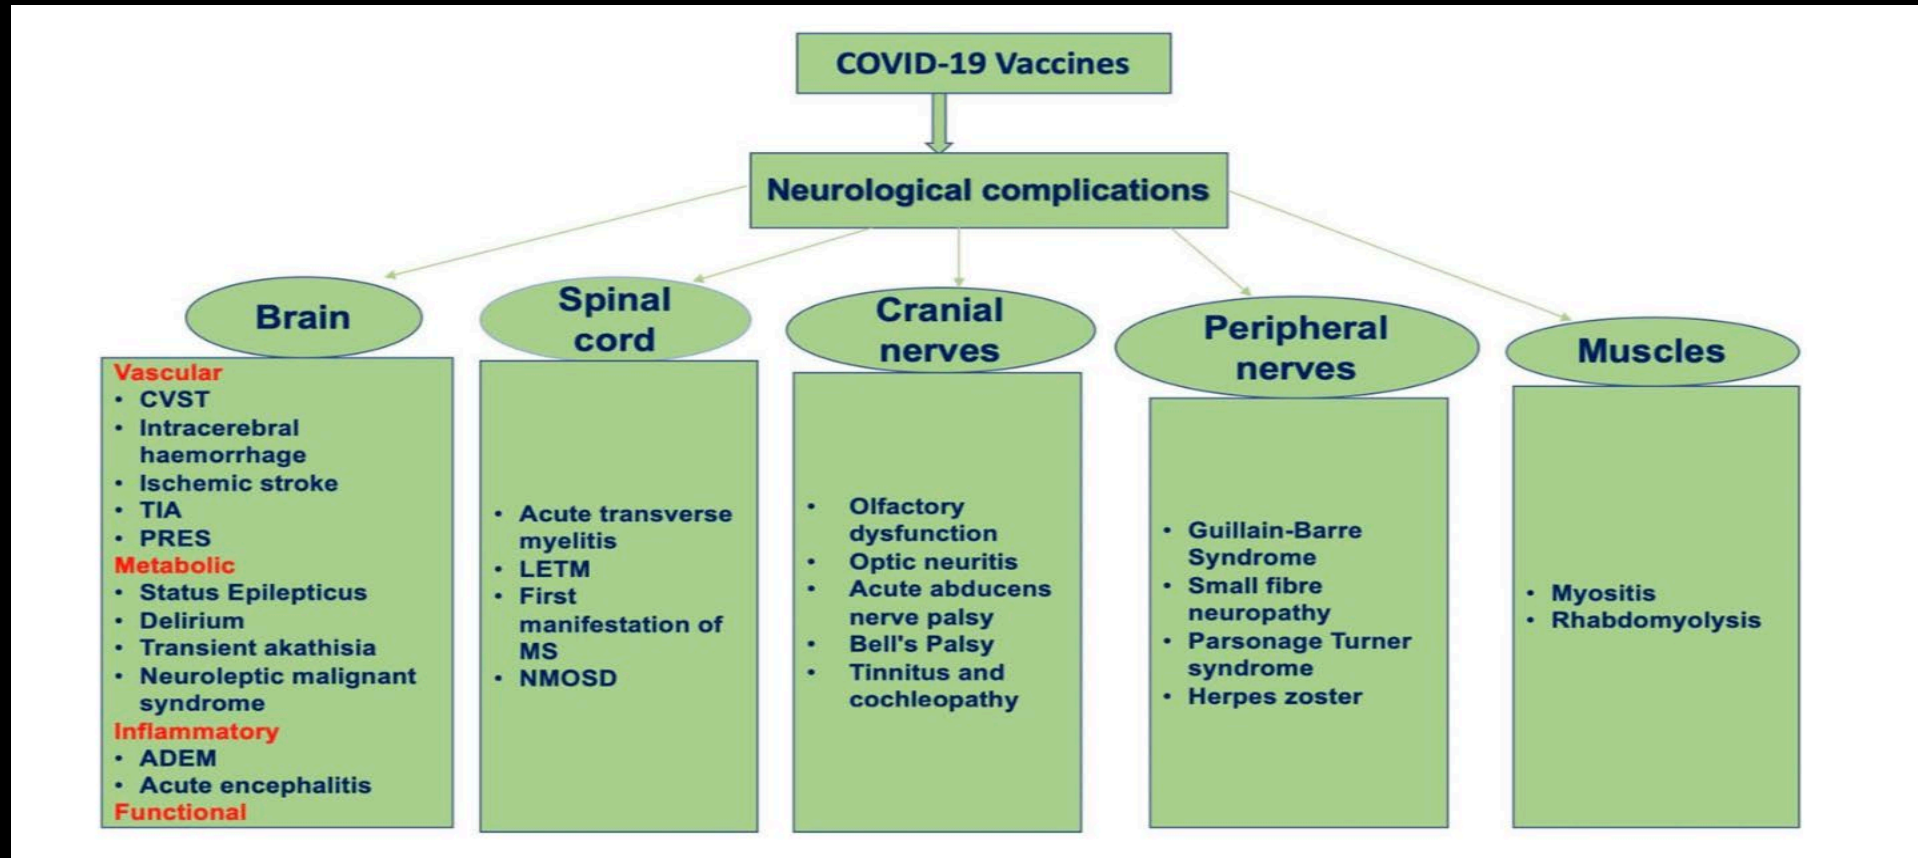 COVID-19 Vaccines
Neurological complications
Brain
Vascular
• CVST
• Intracerebral
haemorrhage
• Ischemic stroke
• TIA
• PRES
Metabolic
• Status Epilepticus
• Delirium
• Transient akathisia
• Neuroleptic malignant
syndrome
Inflammatory
• ADEM
• Acute encephalitis
Functional
Spinal
cord
• Acute transverse
myelitis
• LETM
• First
manifestation of
MS
• NMOSD
Cranial
nerves
• Olfactory
dysfunction
• Optic neuritis
• Acute abducens
nerve palsy
• Bell's Palsy
• Tinnitus and
cochleopathy
Peripheral
nerves
• Guillain-Barre
Syndrome
• Small fibre
neuropathy
• Parsonage Turner
syndrome
• Herpes zoster
Muscles
• Myositis
• Rhabdomyolysis